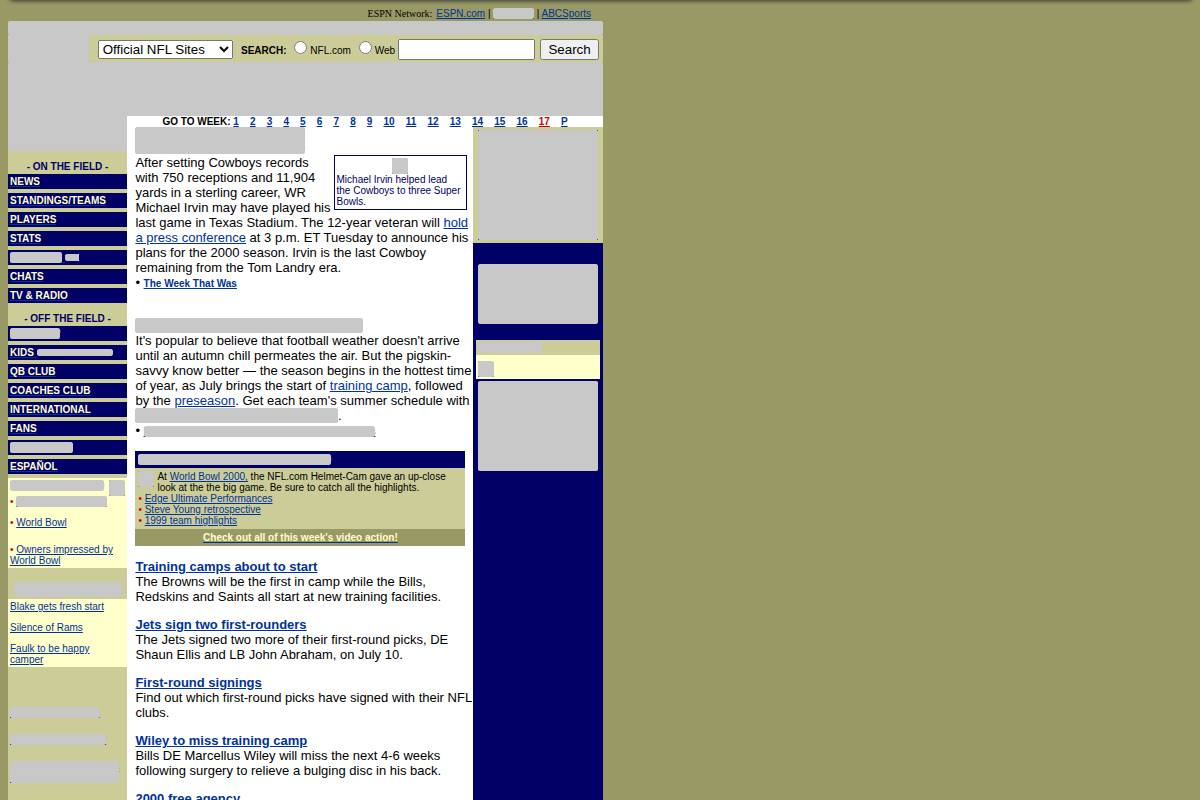 ESPN Network: ESPN.com | | ABCSports
Official NFL Sites SEARCH: NFL.com Web Search
GO TO WEEK: 1 2 3 4 5 6 7 8 9 10 11 12 13 14 15 16 17 P
- ON THE FIELD -
NEWS
STANDINGS/TEAMS
PLAYERS
STATS
CHATS
TV & RADIO
- OFF THE FIELD -
KIDS
QB CLUB
COACHES CLUB
INTERNATIONAL
FANS
ESPAÑOL
• World Bowl
• Owners impressed by
World Bowl
Blake gets fresh start
Silence of Rams
Faulk to be happy
camper
After setting Cowboys records
with 750 receptions and 11,904
yards in a sterling career, WR
Michael Irvin may have played his
last game in Texas Stadium. The 12-year veteran will hold
a press conference at 3 p.m. ET Tuesday to announce his
plans for the 2000 season. Irvin is the last Cowboy
remaining from the Tom Landry era.
• The Week That Was
Michael Irvin helped lead
the Cowboys to three Super
Bowls.
It's popular to believe that football weather doesn't arrive
until an autumn chill permeates the air. But the pigskin-
savvy know better — the season begins in the hottest time
of year, as July brings the start of training camp, followed
by the preseason. Get each team's summer schedule with
.
•
At World Bowl 2000, the NFL.com Helmet-Cam gave an up-close
look at the the big game. Be sure to catch all the highlights.
• Edge Ultimate Performances
• Steve Young retrospective
• 1999 team highlights
Check out all of this week's video action!
Training camps about to start
The Browns will be the first in camp while the Bills,
Redskins and Saints all start at new training facilities.
Jets sign two first-rounders
The Jets signed two more of their first-round picks, DE
Shaun Ellis and LB John Abraham, on July 10.
First-round signings
Find out which first-round picks have signed with their NFL
clubs.
Wiley to miss training camp
Bills DE Marcellus Wiley will miss the next 4-6 weeks
following surgery to relieve a bulging disc in his back.
2000 free agency